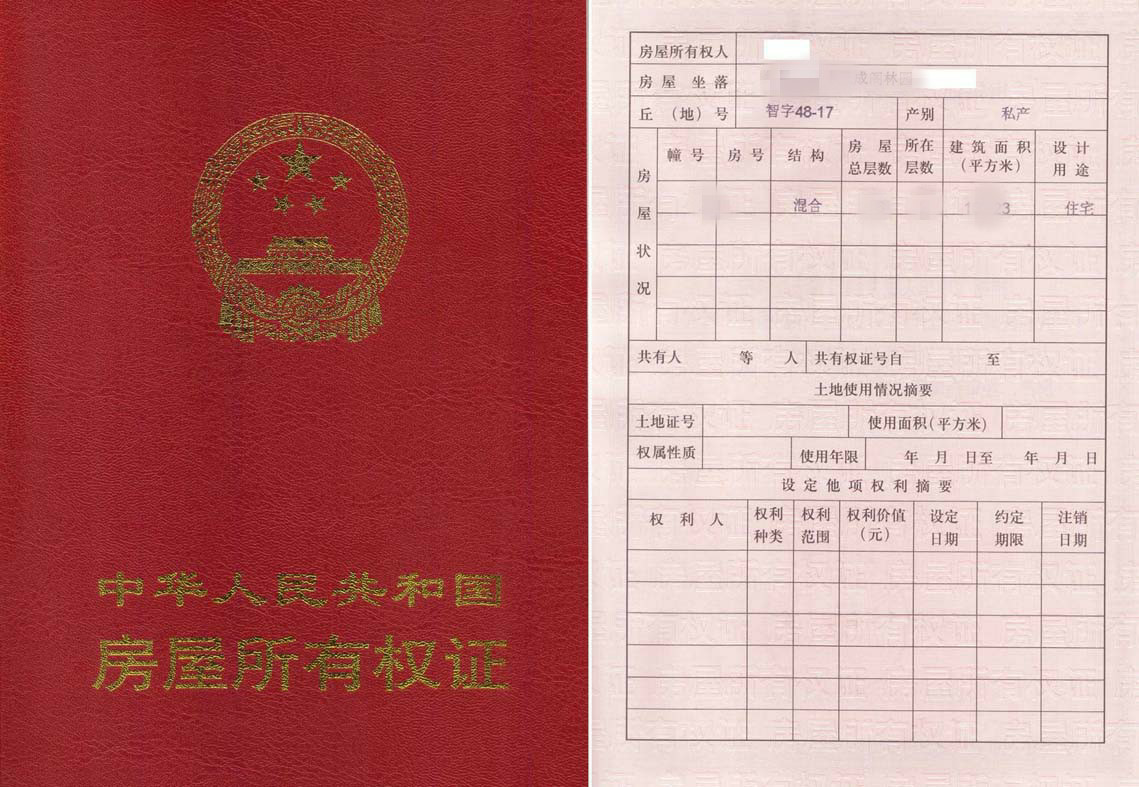 中华人民共和国
房屋所有权证
房屋所有权人
房屋坐落
丘（地）号 智字48-17 产别 私产
房屋状况
幢号 房号 结构 房屋总层数 所在层数 建筑面积（平方米） 设计用途
混合 住宅
共有人 等 人 共有权证号自 至
土地使用情况摘要
土地证号 使用面积（平方米）
权属性质 使用年限 年 月 日至 年 月 日
设定他项权利摘要
权利人 权利种类 权利范围 权利价值（元） 设定日期 约定期限 注销日期